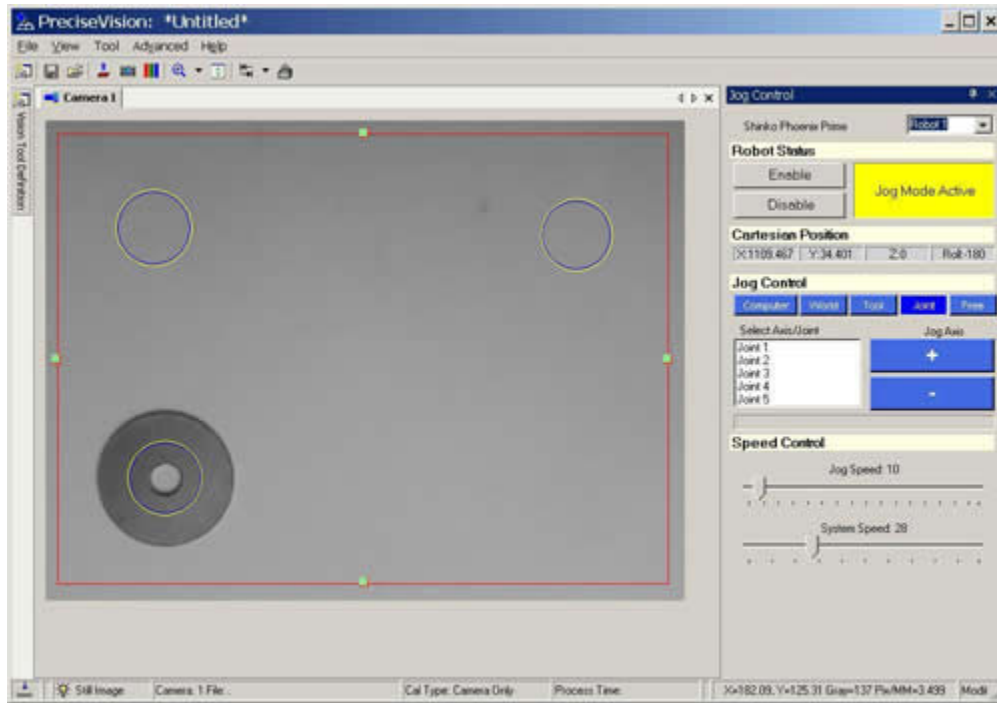 PreciseVision: *Untitled*
File View Tool Advanced Help
Camera 1
Vision Tool Definition
Jog Control
Shinko Phoenix Prime Robot 1
Robot Status
Enable
Disable
Jog Mode Active
Cartesian Position
X:1109.467 Y:34.401 Z:0 Roll:-180
Jog Control
Computer World Tool Joint Free
Select Axis/Joint
Jog Axis
Joint 1
Joint 2
Joint 3
Joint 4
Joint 5
+
-
Speed Control
Jog Speed: 10
System Speed: 28
Still Image Camera: 1 File: . Cal Type: Camera Only Process Time: X=182.09, Y=125.31 Gray=137 Pix/MM=3.499